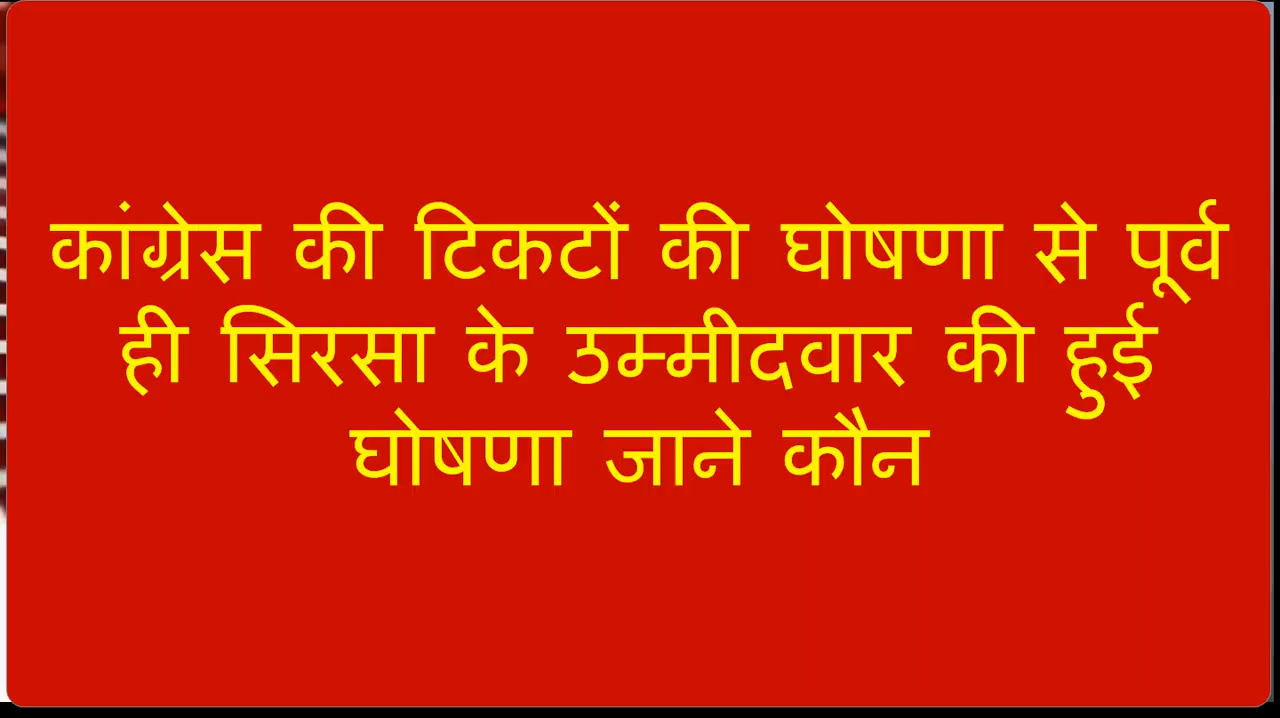 कांग्रेस की टिकटों की घोषणा से पूर्व
ही सिरसा के उम्मीदवार की हुई
घोषणा जाने कौन